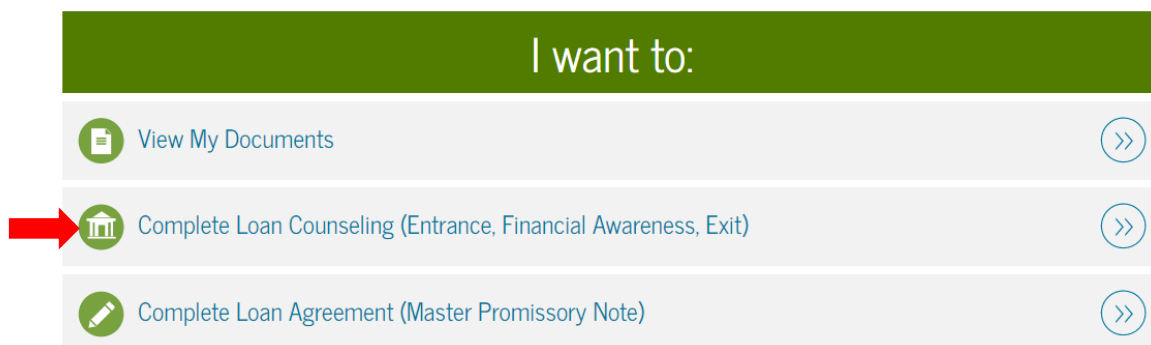 I want to:
View My Documents
Complete Loan Counseling (Entrance, Financial Awareness, Exit)
Complete Loan Agreement (Master Promissory Note)